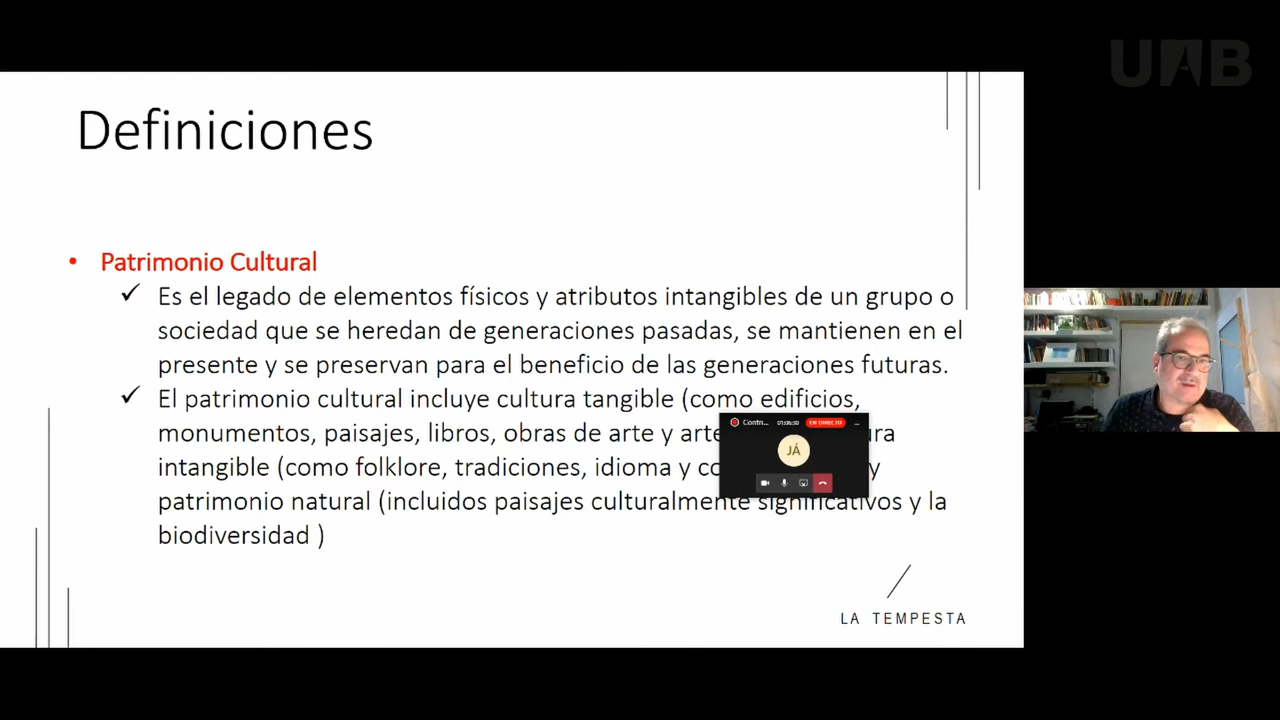 UAB
Definiciones
• Patrimonio Cultural
✓ Es el legado de elementos físicos y atributos intangibles de un grupo o
sociedad que se heredan de generaciones pasadas, se mantienen en el
presente y se preservan para el beneficio de las generaciones futuras.
✓ El patrimonio cultural incluye cultura tangible (como edificios,
monumentos, paisajes, libros, obras de arte y
intangible (como folklore, tradiciones, idioma y
y
patrimonio natural (incluidos paisajes culturalmente significativos y la
biodiversidad )
Contro...
EN DIRECTO
JÁ
LA TEMPESTA